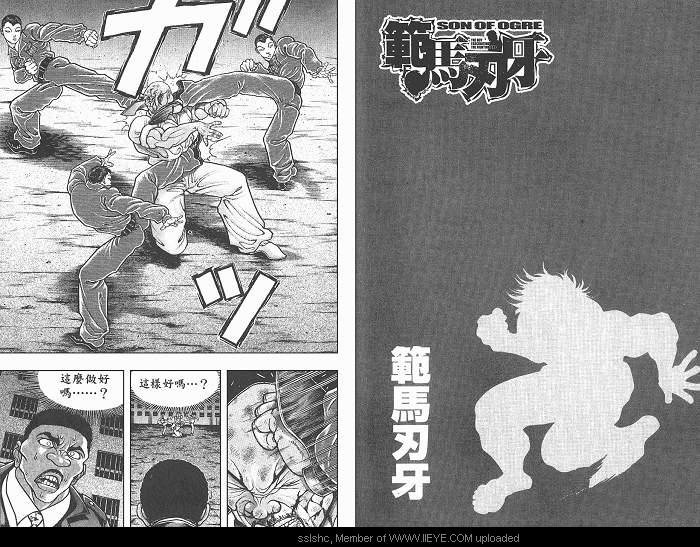 SON OF OGRE
範馬刃牙
範馬刃牙
ガ
ッ
這樣好嗎…？
這麼做好
嗎……？
sslshc, Member of WWW.IIEYE.COM uploaded